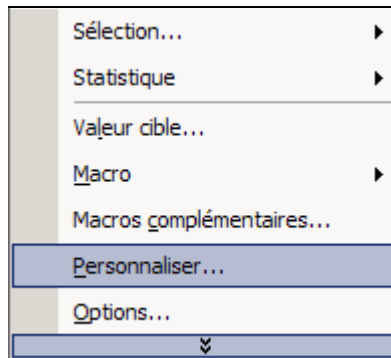 Sélection...
Statistique
Valeur cible...
Macro
Macros complémentaires...
Personnaliser...
Options...